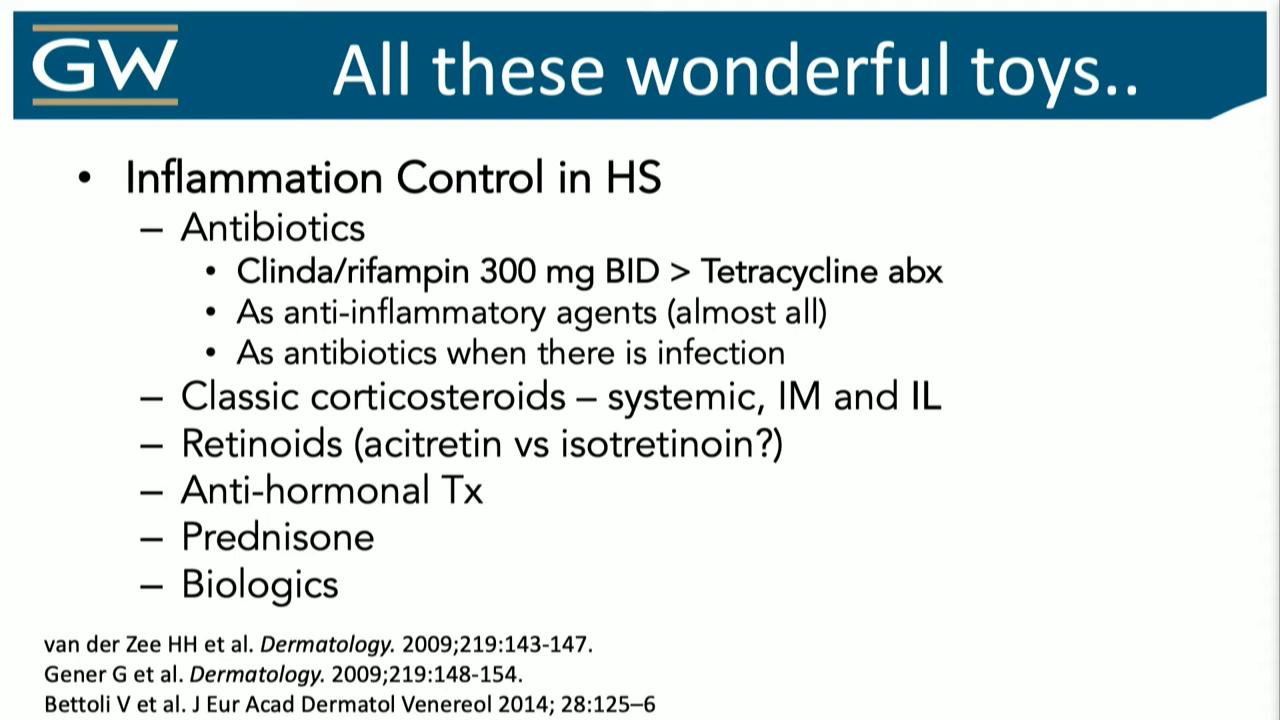 GW
All these wonderful toys..
• Inflammation Control in HS
– Antibiotics
• Clinda/rifampin 300 mg BID > Tetracycline abx
• As anti-inflammatory agents (almost all)
• As antibiotics when there is infection
– Classic corticosteroids – systemic, IM and IL
– Retinoids (acitretin vs isotretinoin?)
– Anti-hormonal Tx
– Prednisone
– Biologics
van der Zee HH et al. Dermatology. 2009;219:143-147.
Gener G et al. Dermatology. 2009;219:148-154.
Bettoli V et al. J Eur Acad Dermatol Venereol 2014; 28:125–6